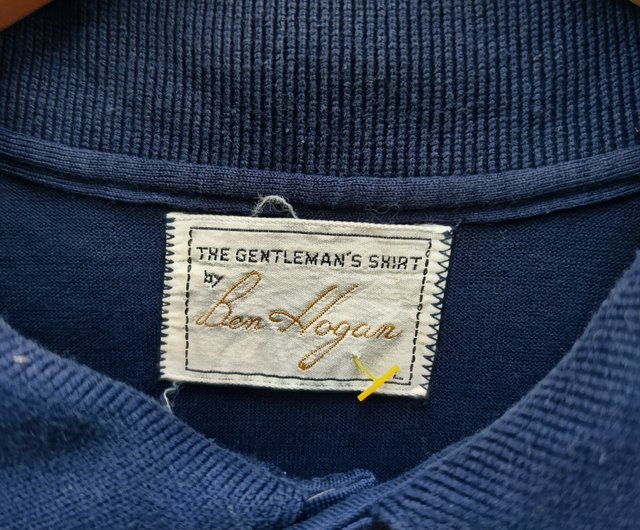 THE GENTLEMAN'S SHIRT
by
Ben Hogan